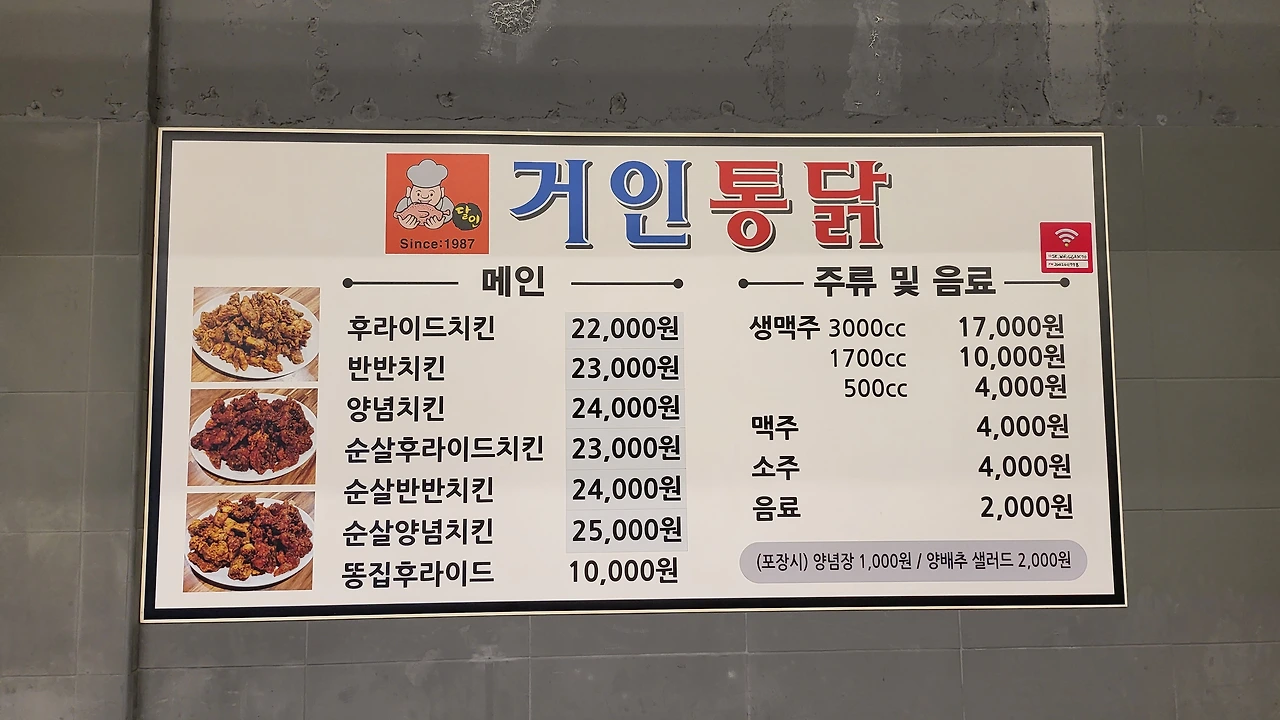 거인통닭
달인
Since:1987
메인
후라이드치킨 22,000원
반반치킨 23,000원
양념치킨 24,000원
순살후라이드치킨 23,000원
순살반반치킨 24,000원
순살양념치킨 25,000원
똥집후라이드 10,000원
주류 및 음료
생맥주 3000cc 17,000원
1700cc 10,000원
500cc 4,000원
맥주 4,000원
소주 4,000원
음료 2,000원
(포장시) 양념장 1,000원 / 양배추 샐러드 2,000원